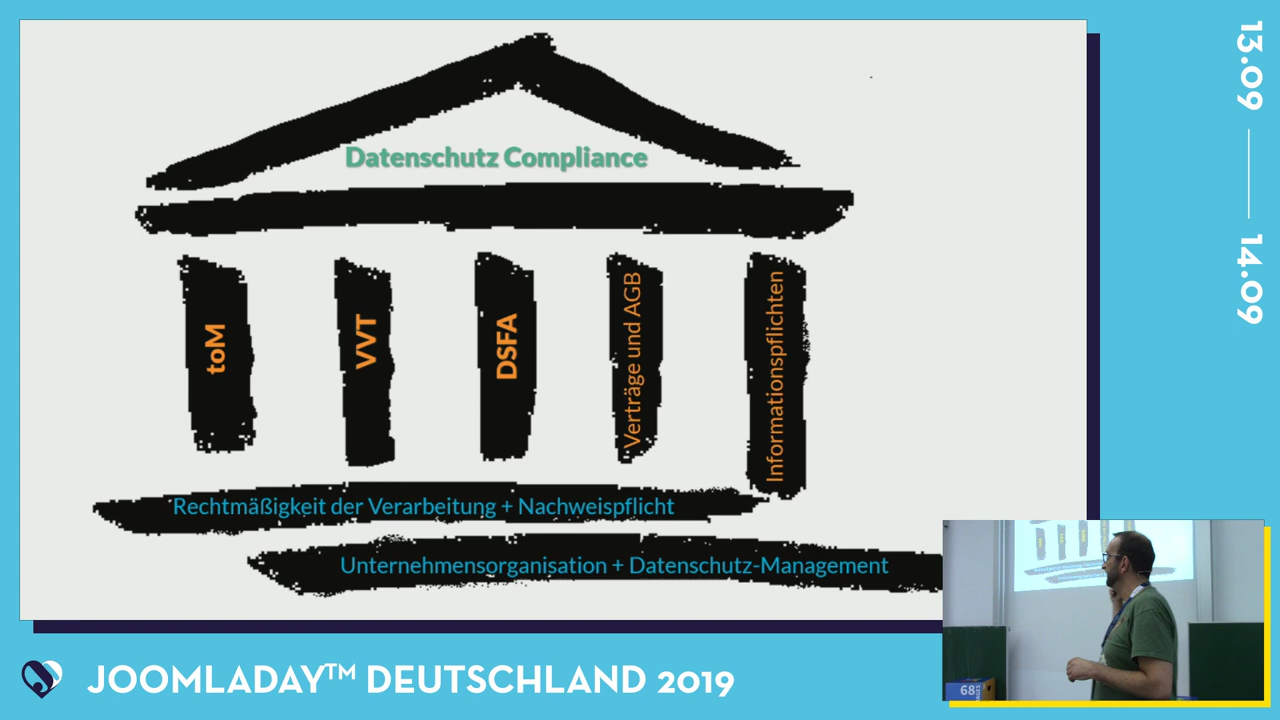 Datenschutz Compliance
toM
VVT
DSFA
Verträge und AGB
Informationspflichten
Rechtmäßigkeit der Verarbeitung + Nachweispflicht
Unternehmensorganisation + Datenschutz-Management
13.09
14.09
JOOMLADAY™ DEUTSCHLAND 2019
68